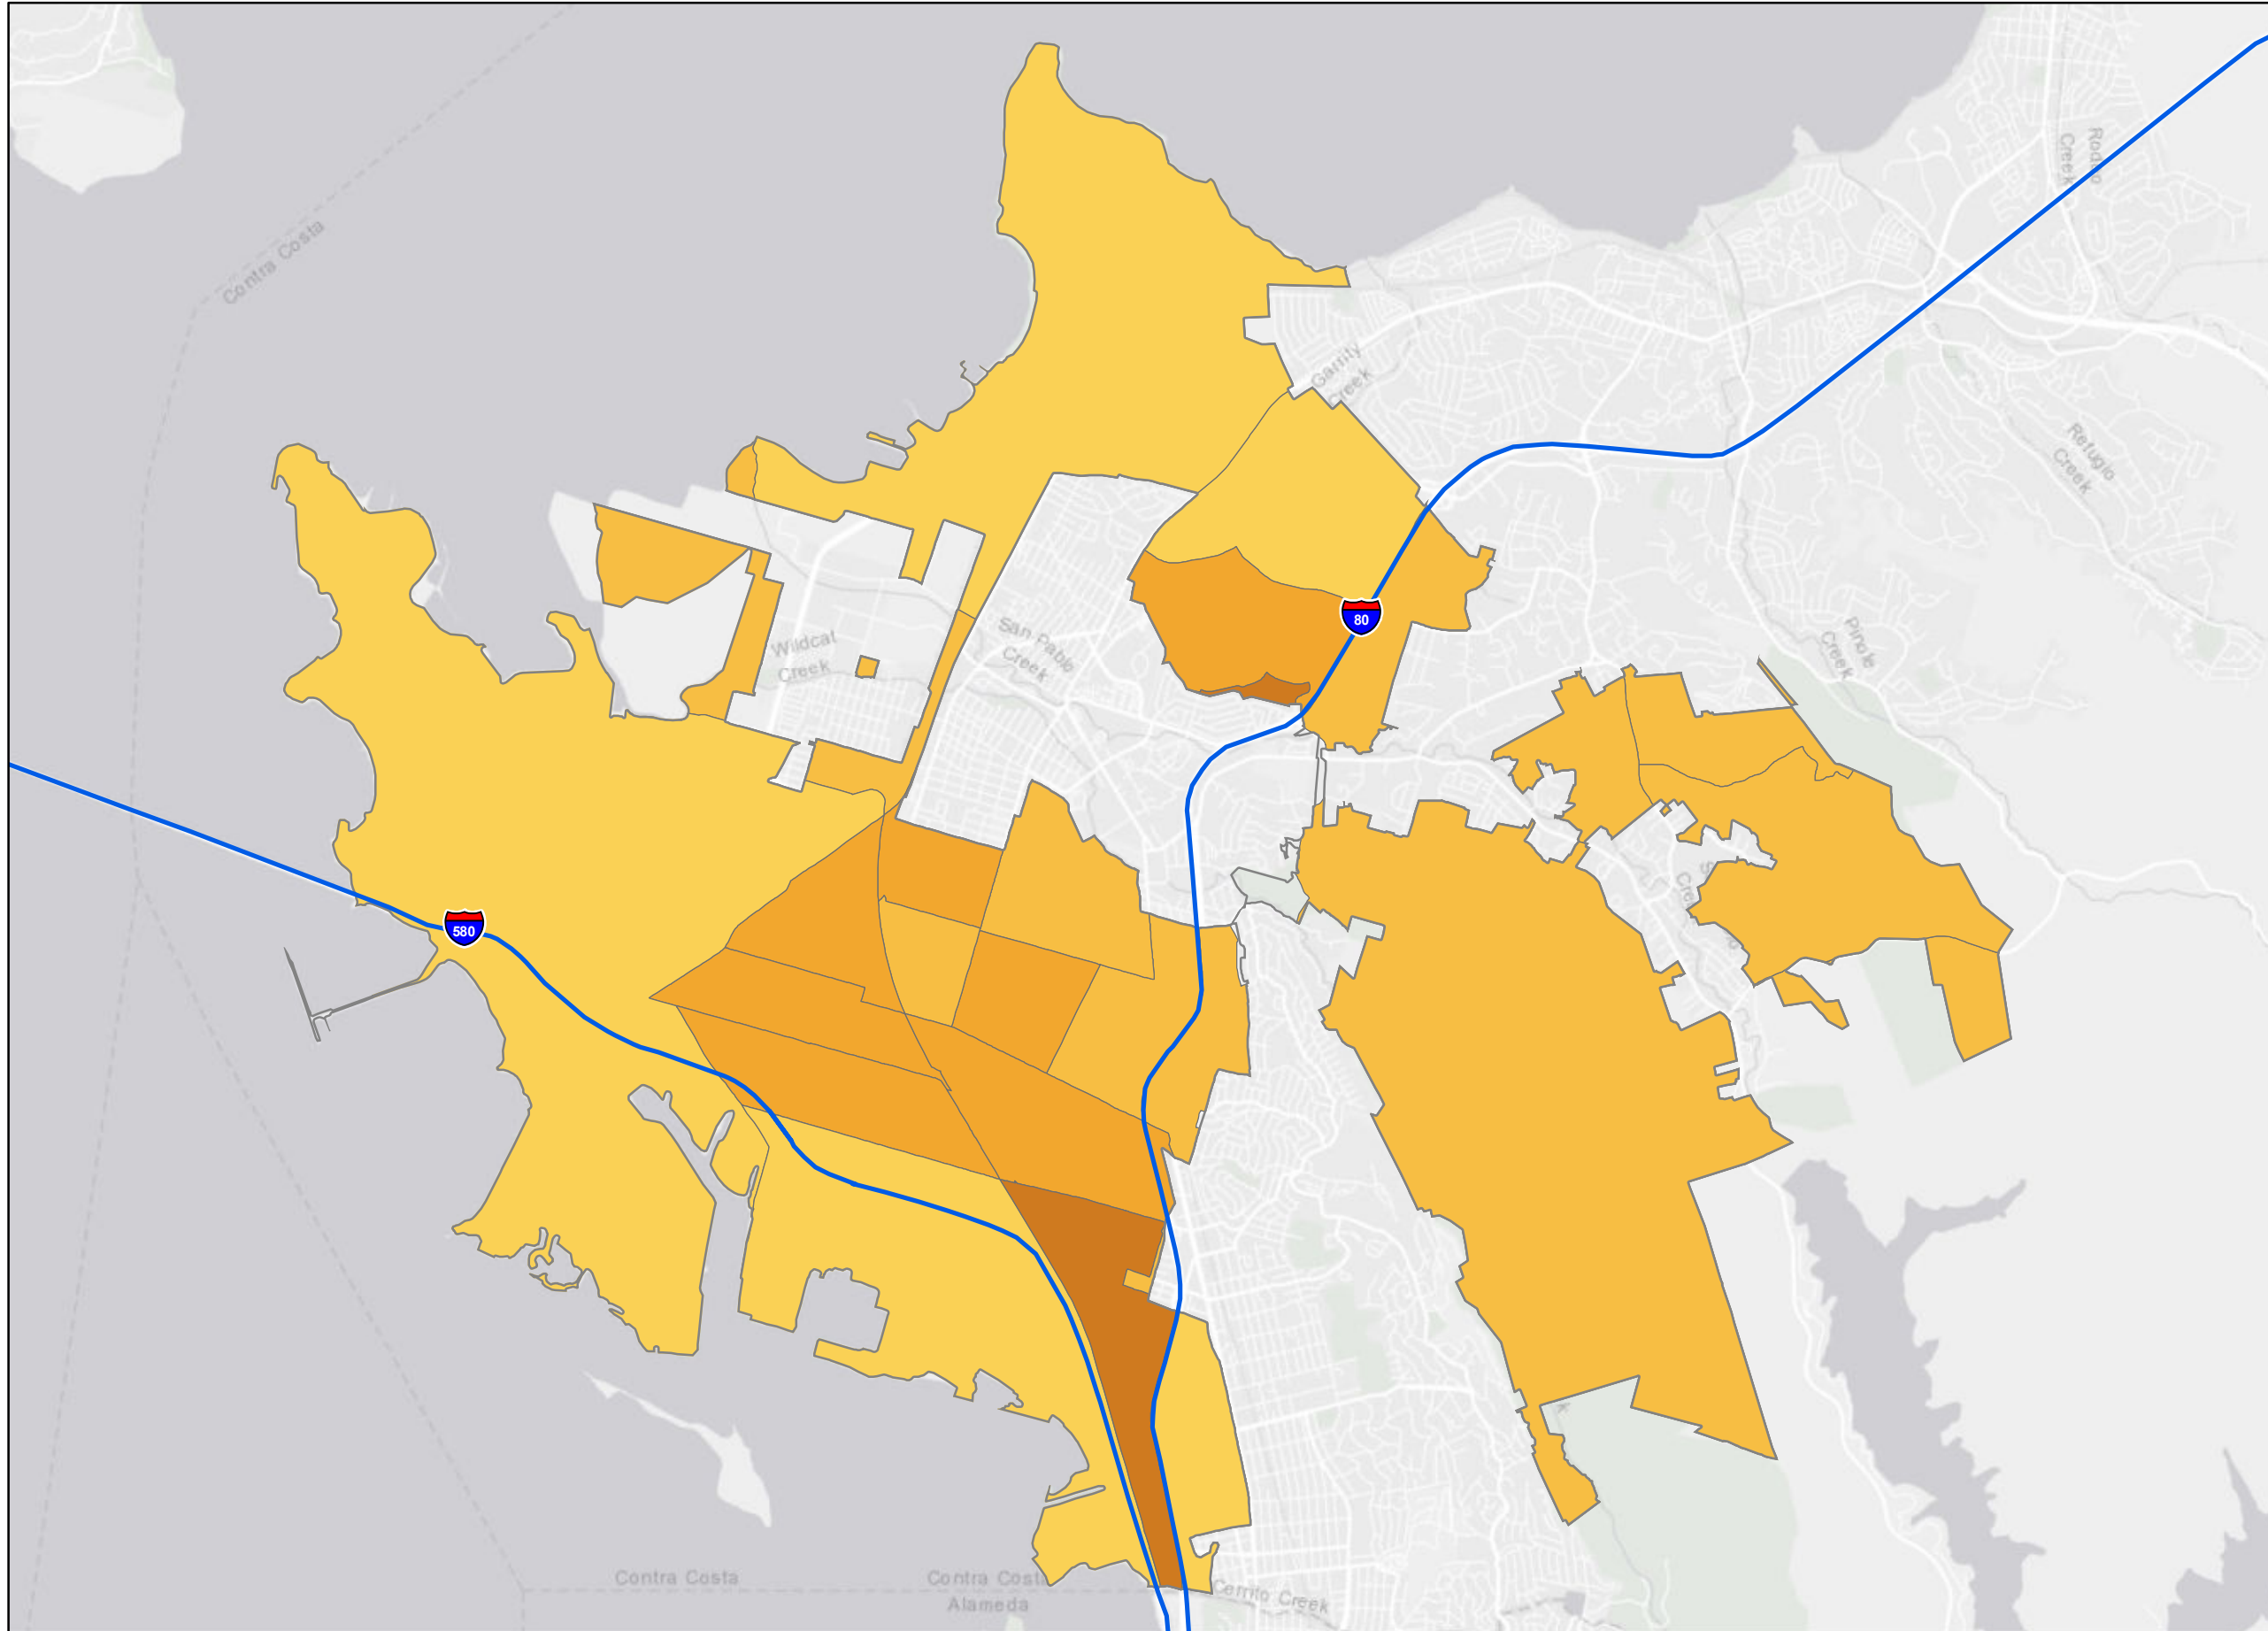 Contra Costa
Rodeo
Creek
Garrity
Creek
Refugio
Creek
80
San Pablo
Creek
Wildcat
Creek
Pinole
Creek
580
Contra Costa
Contra Costa
Alameda
Cerrito Creek